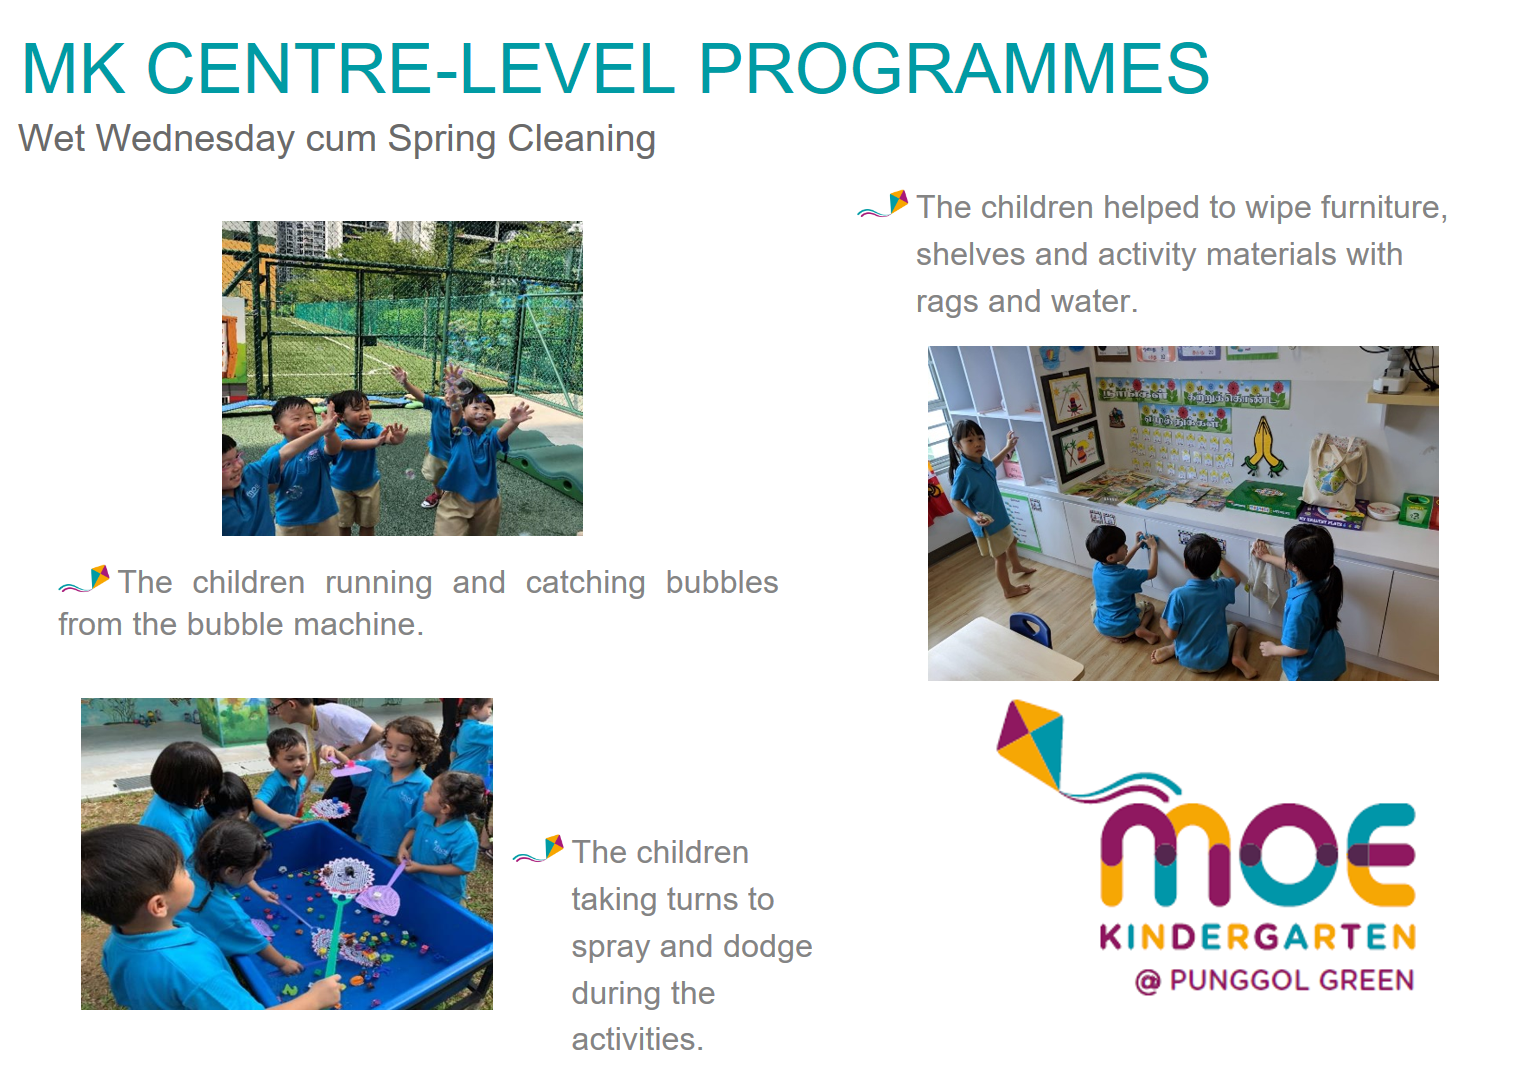 MK CENTRE-LEVEL PROGRAMMES
Wet Wednesday cum Spring Cleaning
The children running and catching bubbles
from the bubble machine.
The children
taking turns to
spray and dodge
during the
activities.
The children helped to wipe furniture,
shelves and activity materials with
rags and water.
moe
KINDERGARTEN
@ PUNGGOL GREEN